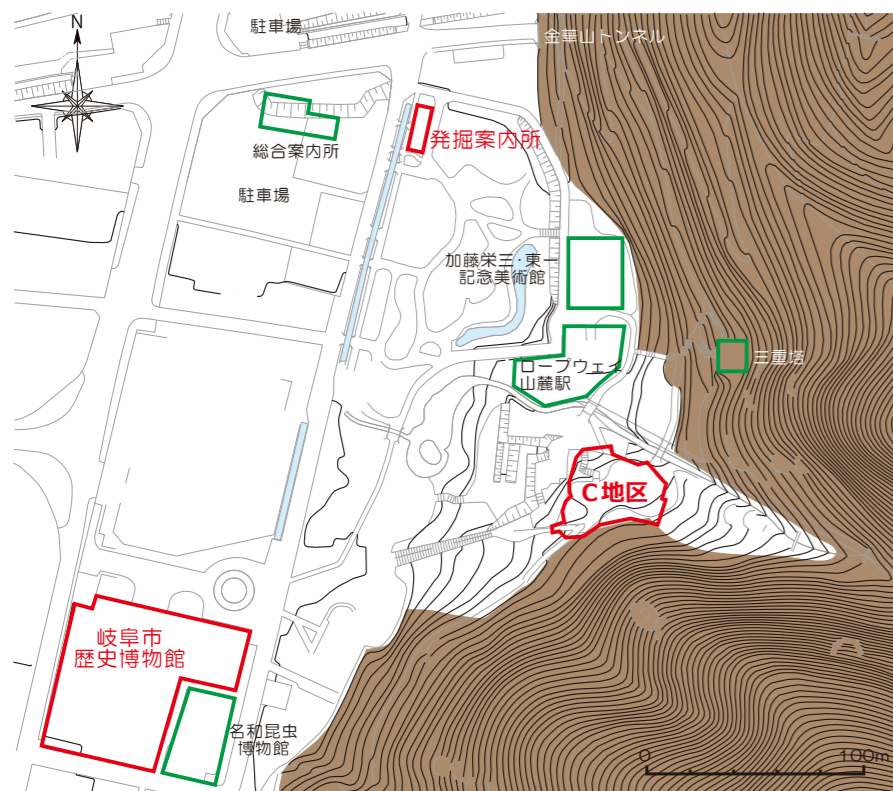 駐車場
N
金華山トンネル
発掘案内所
総合案内所
駐車場
加藤栄三・東一
記念美術館
三重塔
ロープウェイ
山麓駅
C地区
岐阜市
歴史博物館
名和昆虫
博物館
0 100m